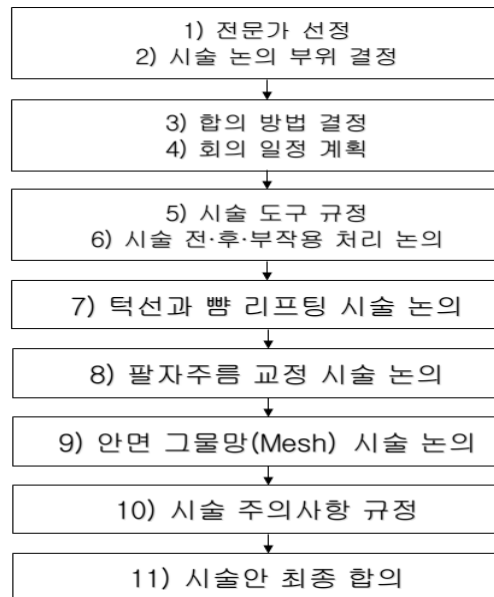 1) 전문가 선정
2) 시술 논의 부위 결정
3) 합의 방법 결정
4) 회의 일정 계획
5) 시술 도구 규정
6) 시술 전·후·부작용 처리 논의
7) 턱선과 뺨 리프팅 시술 논의
8) 팔자주름 교정 시술 논의
9) 안면 그물망(Mesh) 시술 논의
10) 시술 주의사항 규정
11) 시술안 최종 합의